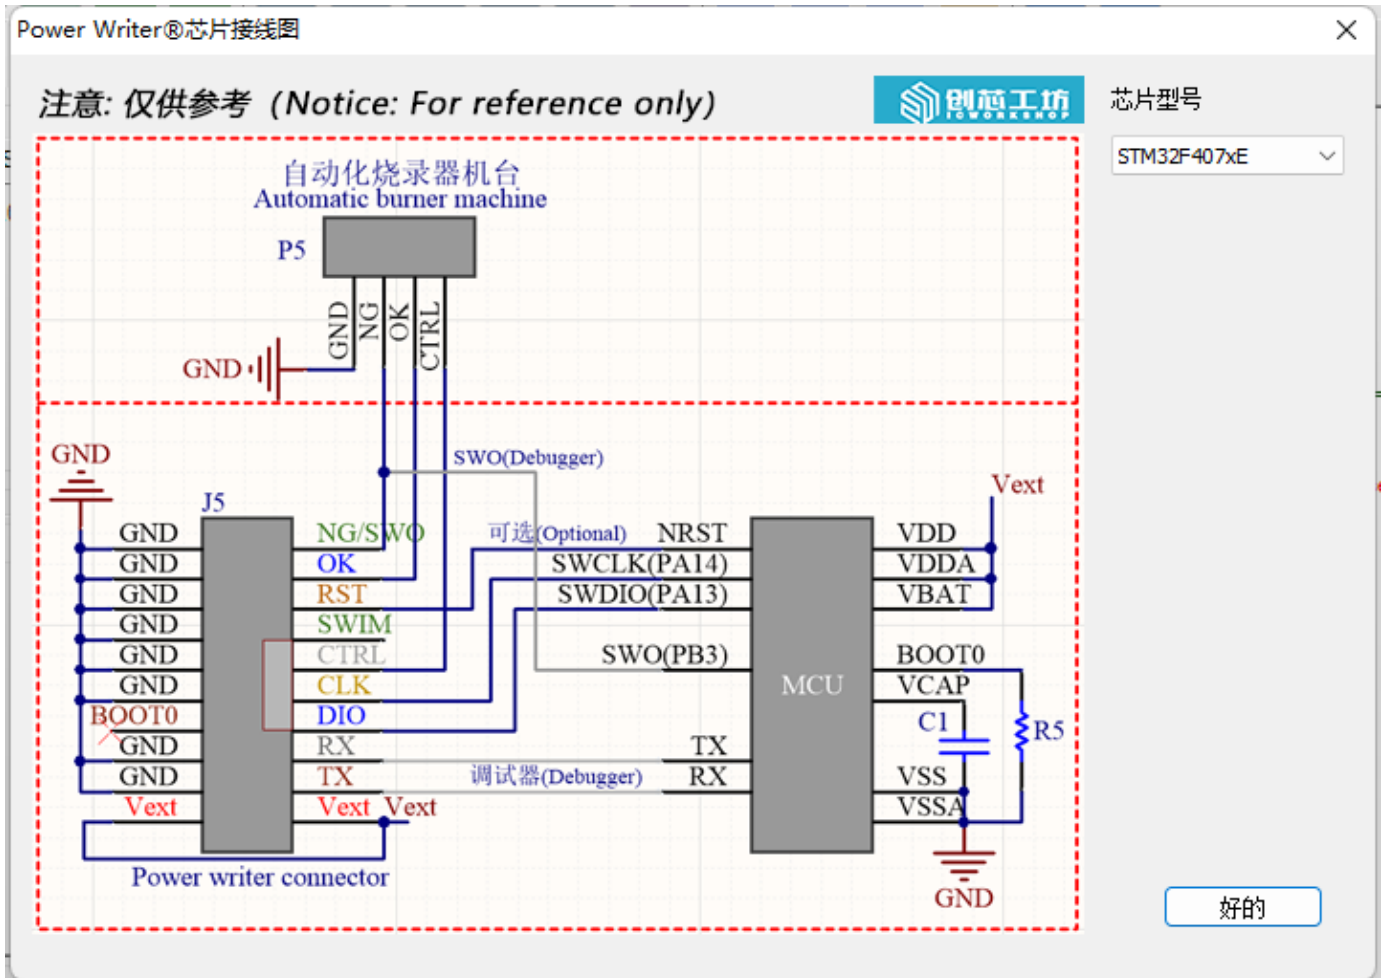 Power Writer®芯片接线图
注意: 仅供参考（Notice: For reference only）
创芯工坊
ICWORKSHOP
芯片型号
STM32F407xE
自动化烧录器机台
Automatic burner machine
P5
GND
NG
OK
CTRL
GND
GND
SWO(Debugger)
Vext
J5
GND NG/SWO 可选(Optional) NRST VDD
GND OK SWCLK(PA14) VDDA
GND RST SWDIO(PA13) VBAT
GND SWIM
GND CTRL SWO(PB3) BOOT0
GND CLK MCU VCAP
BOOT0 DIO C1 R5
GND RX TX
GND TX 调试器(Debugger) RX VSS
Vext Vext Vext VSSA
Power writer connector
GND
好的